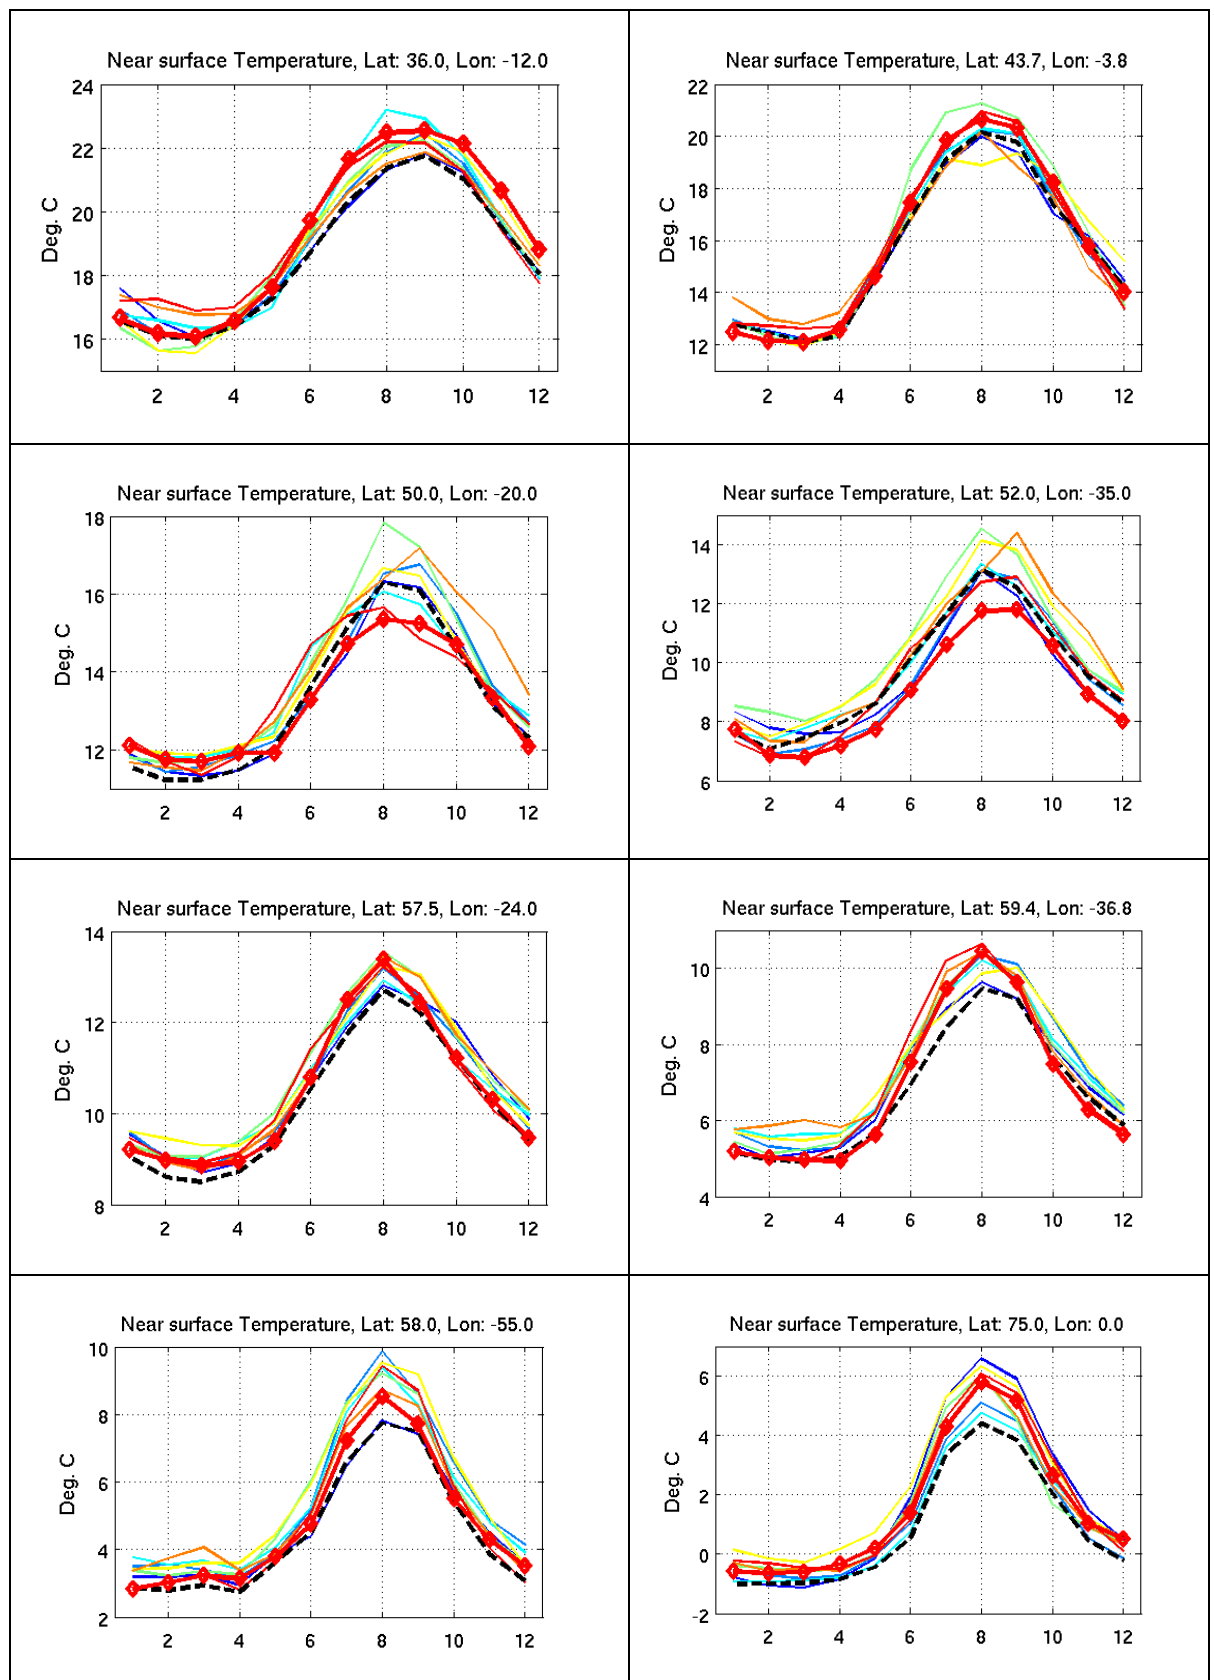 Near surface Temperature, Lat: 36.0, Lon: -12.0
Deg. C
24
22
20
18
16
2 4 6 8 10 12
Near surface Temperature, Lat: 43.7, Lon: -3.8
22
20
18
16
14
12
2 4 6 8 10 12
Near surface Temperature, Lat: 50.0, Lon: -20.0
Deg. C
18
16
14
12
2 4 6 8 10 12
Near surface Temperature, Lat: 52.0, Lon: -35.0
Deg. C
14
12
10
8
6
2 4 6 8 10 12
Near surface Temperature, Lat: 57.5, Lon: -24.0
Deg. C
14
12
10
8
2 4 6 8 10 12
Near surface Temperature, Lat: 59.4, Lon: -36.8
Deg. C
10
8
6
4
2 4 6 8 10 12
Near surface Temperature, Lat: 58.0, Lon: -55.0
Deg. C
10
8
6
4
2
2 4 6 8 10 12
Near surface Temperature, Lat: 75.0, Lon: 0.0
Deg. C
6
4
2
0
-2
2 4 6 8 10 12